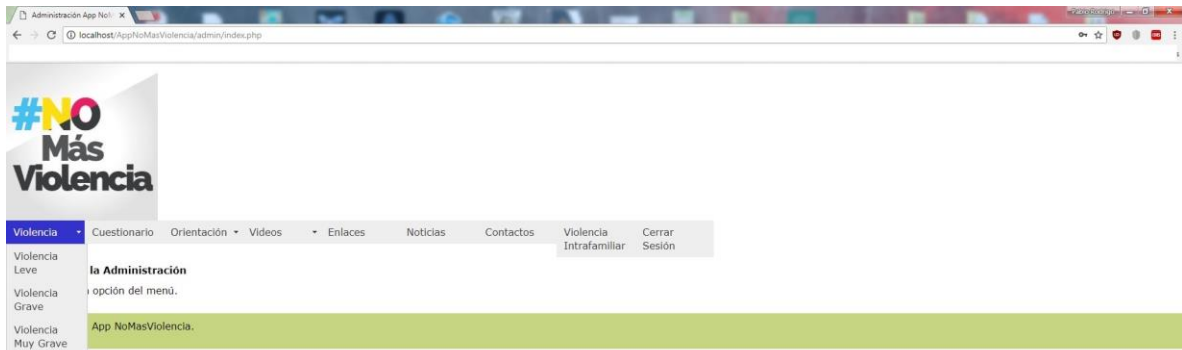 Administración App NoM
localhost/AppNoMasViolencia/admin/index.php
#NO
Más
Violencia
Violencia Cuestionario Orientación Videos Enlaces Noticias Contactos Violencia Intrafamiliar Cerrar Sesión
Violencia
Leve
la Administración
Violencia
Grave
opción del menú.
Violencia
Muy Grave
App NoMasViolencia.